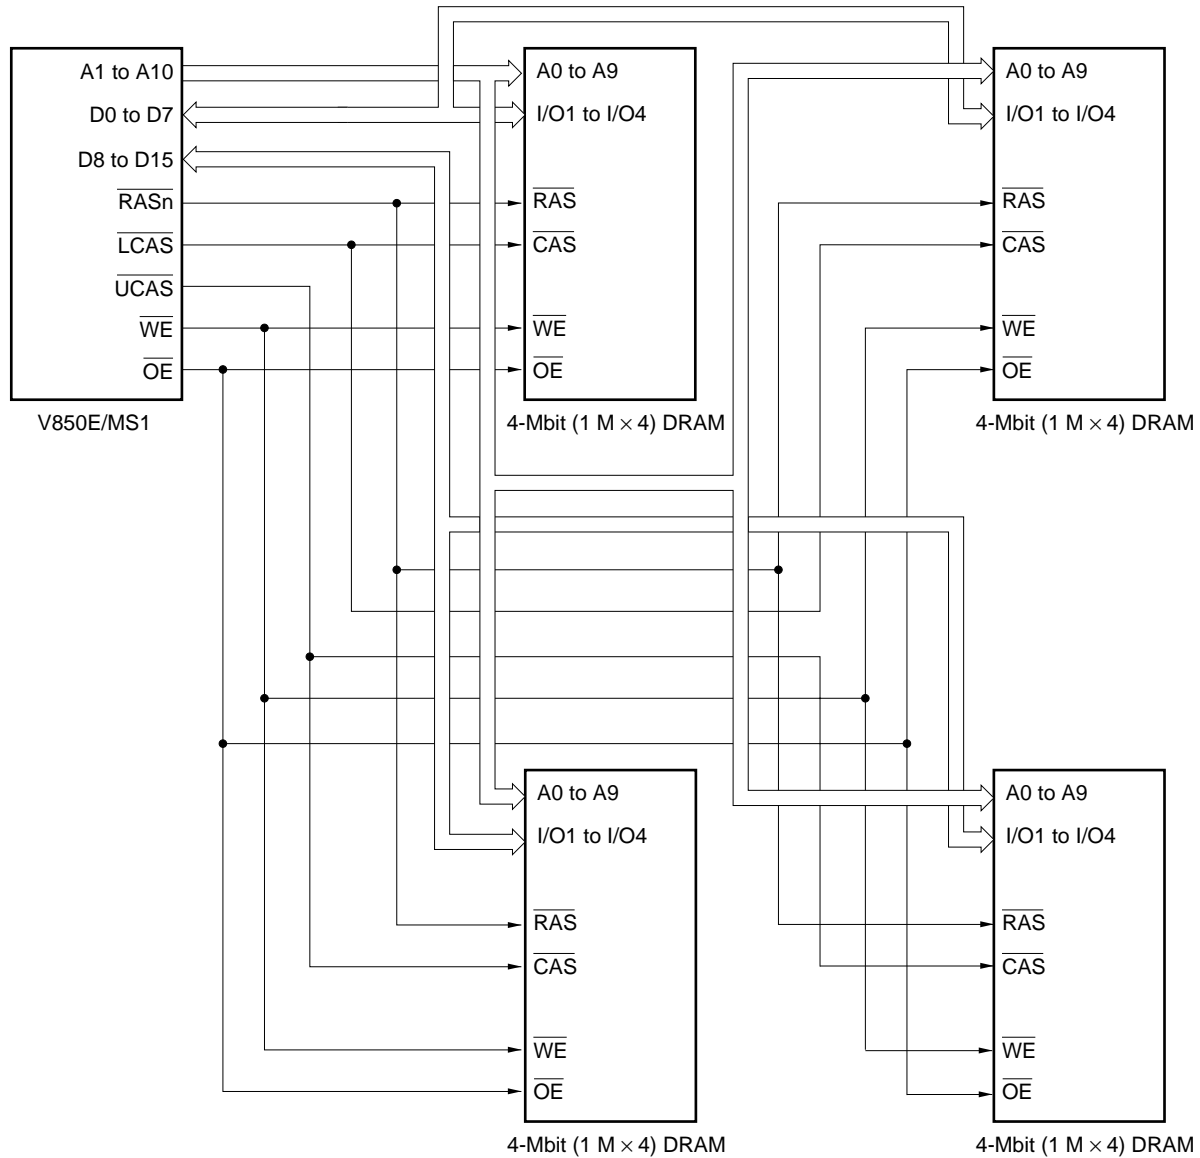 A1 to A10
D0 to D7
D8 to D15
RASn
LCAS
UCAS
WE
OE
V850E/MS1
A0 to A9
I/O1 to I/O4
RAS
CAS
WE
OE
4-Mbit (1 M × 4) DRAM
A0 to A9
I/O1 to I/O4
RAS
CAS
WE
OE
4-Mbit (1 M × 4) DRAM
A0 to A9
I/O1 to I/O4
RAS
CAS
WE
OE
4-Mbit (1 M × 4) DRAM
A0 to A9
I/O1 to I/O4
RAS
CAS
WE
OE
4-Mbit (1 M × 4) DRAM